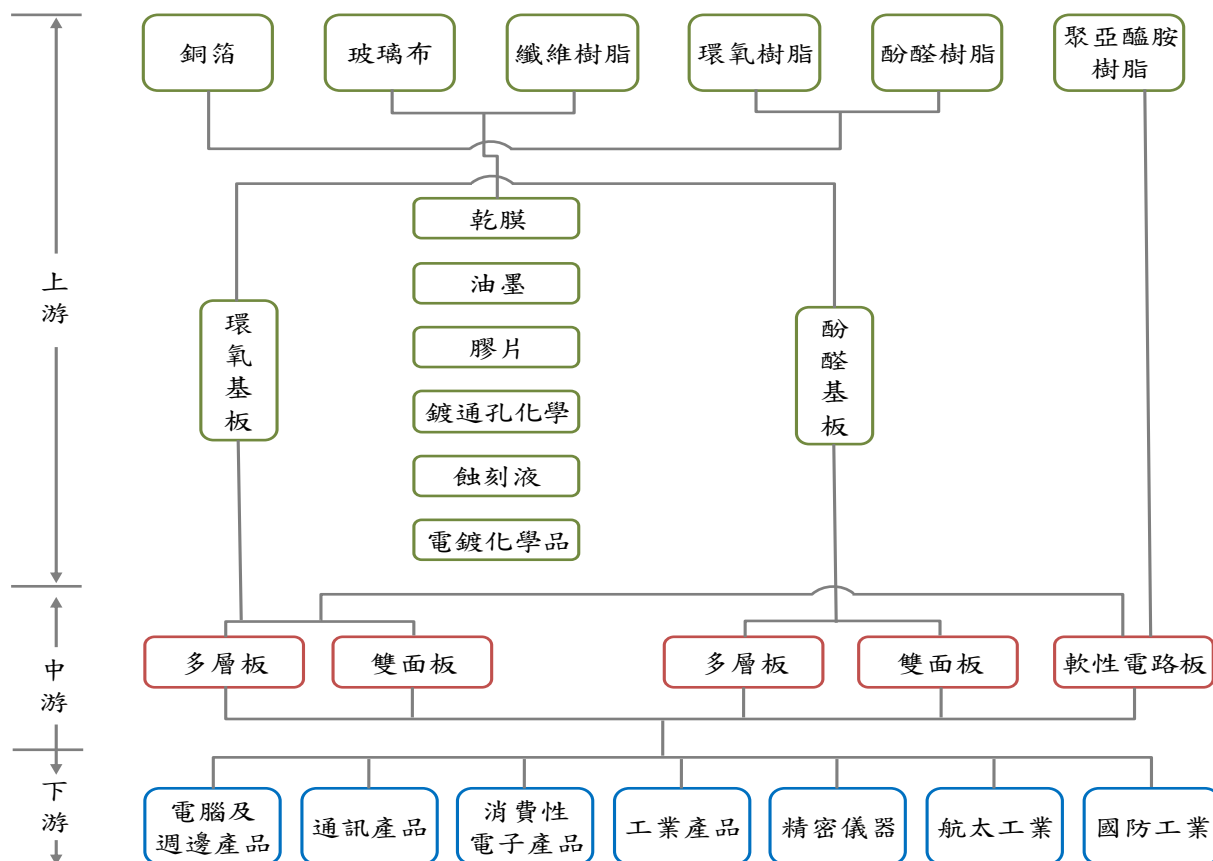 銅箔
玻璃布
纖維樹脂
環氧樹脂
酚醛樹脂
聚亞醯胺
樹脂
乾膜
油墨
膠片
鍍通孔化學
蝕刻液
電鍍化學品
環氧基板
酚醛基板
上游
多層板
雙面板
多層板
雙面板
軟性電路板
中游
電腦及
週邊產品
通訊產品
消費性
電子產品
工業產品
精密儀器
航太工業
國防工業
下游